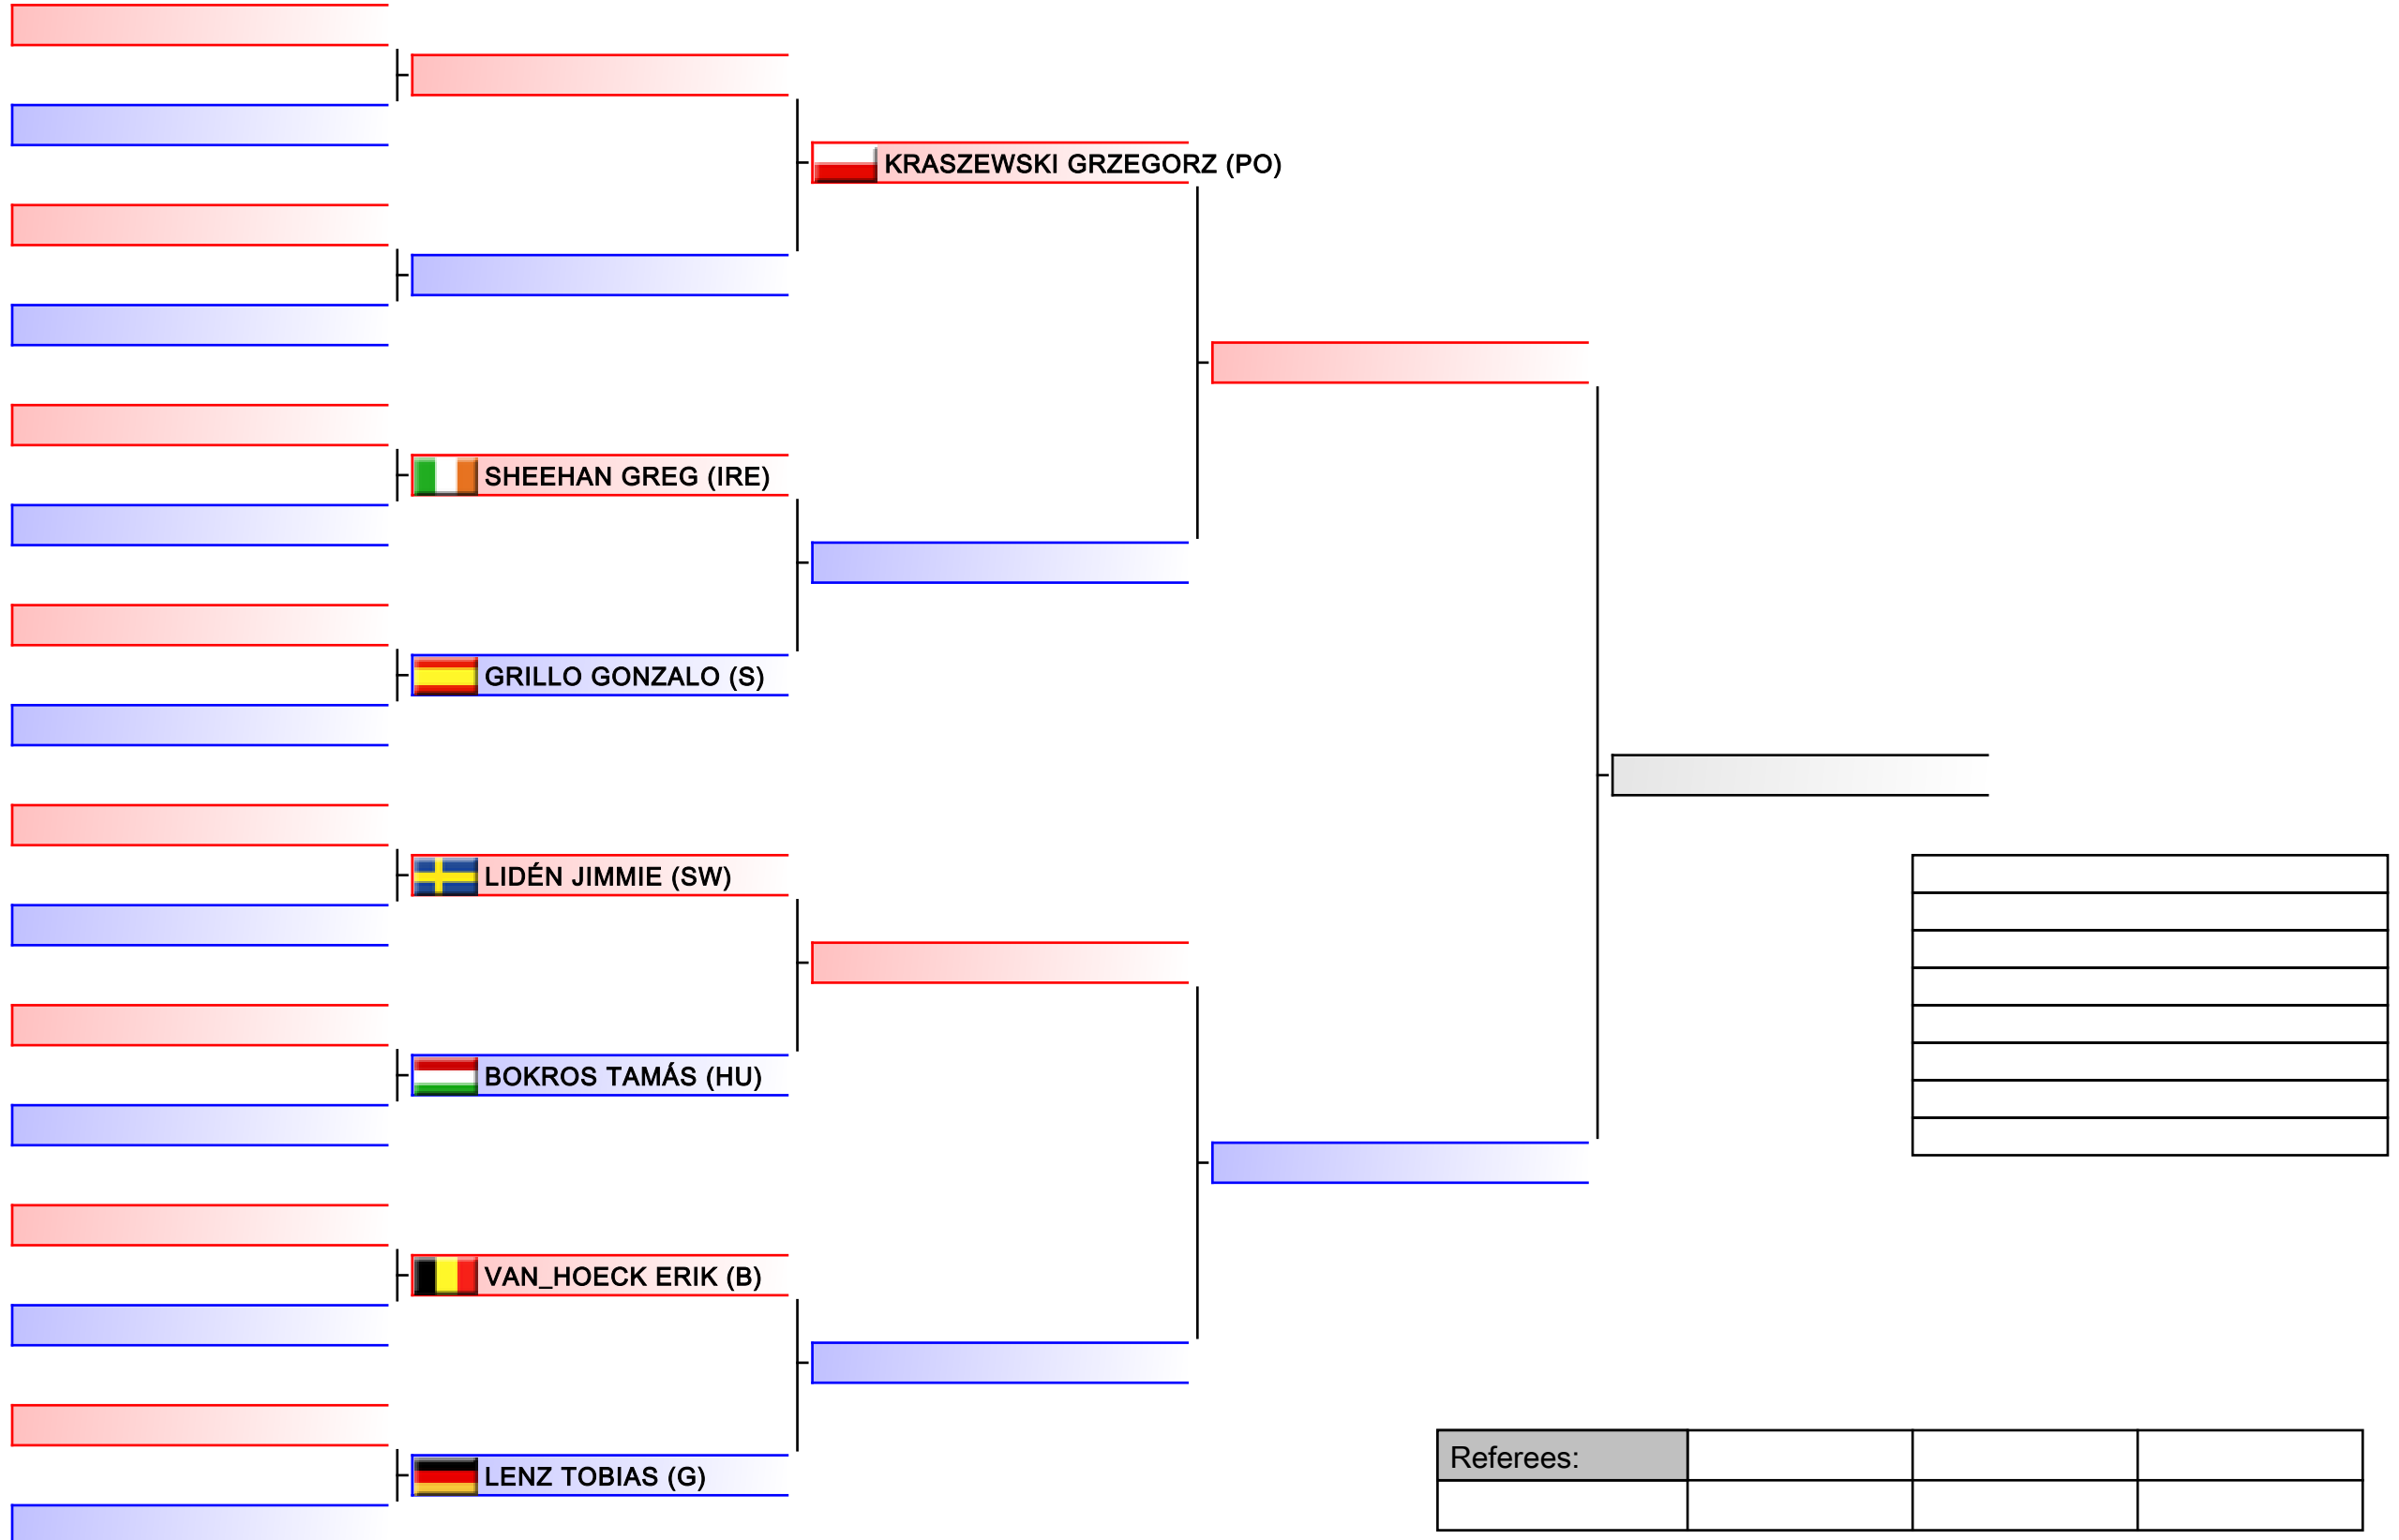 KRASZEWSKI GRZEGORZ (PO)
SHEEHAN GREG (IRE)
GRILLO GONZALO (S)
LIDÉN JIMMIE (SW)
BOKROS TAMÁS (HU)
VAN_HOECK ERIK (B)
LENZ TOBIAS (G)
Referees: